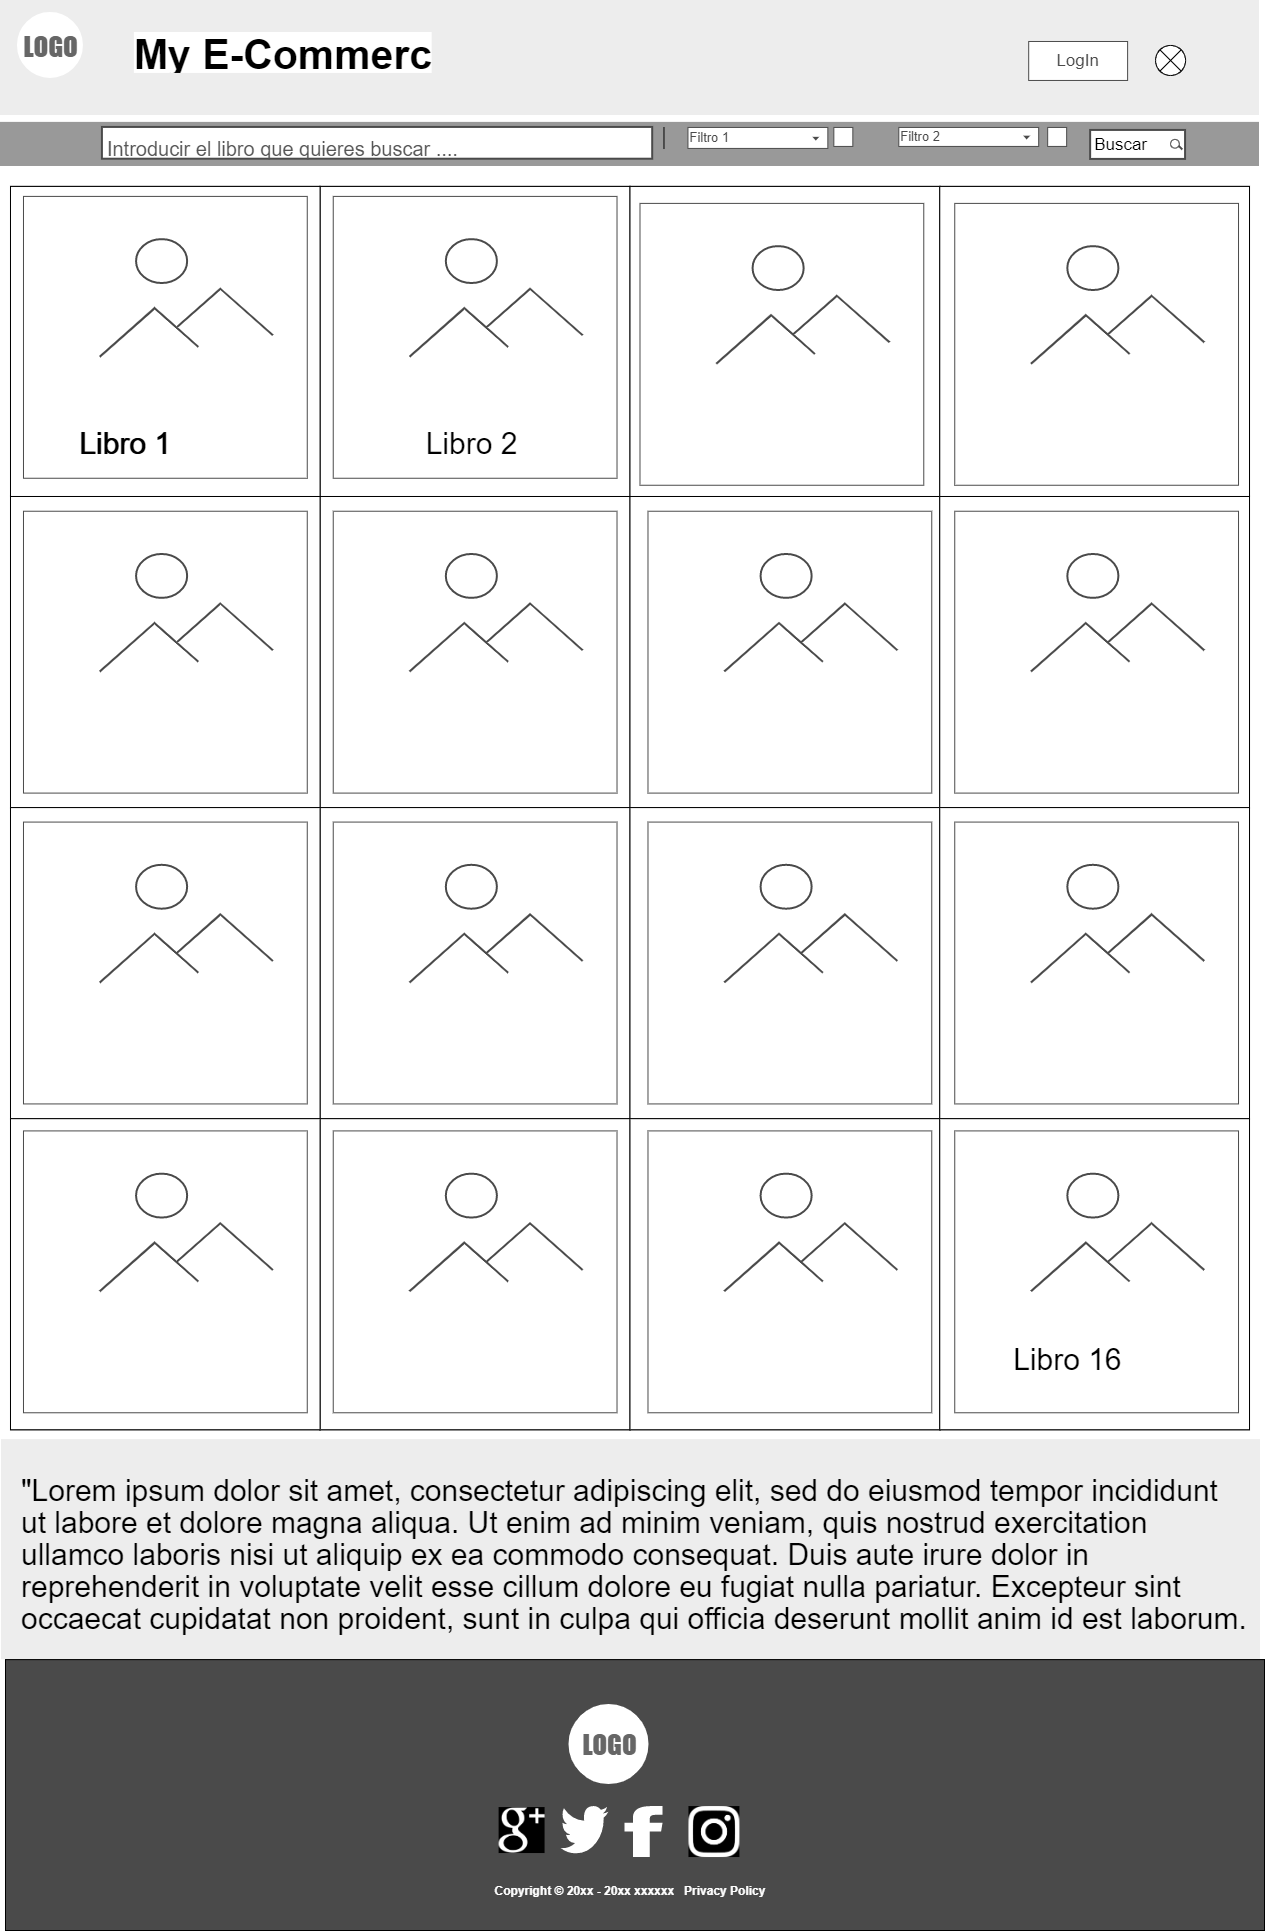 LOGO
My E-Commerc
LogIn
Introducir el libro que quieres buscar ....
Filtro 1
Filtro 2
Buscar
Libro 1
Libro 2
Libro 16
"Lorem ipsum dolor sit amet, consectetur adipiscing elit, sed do eiusmod tempor incididunt
ut labore et dolore magna aliqua. Ut enim ad minim veniam, quis nostrud exercitation
ullamco laboris nisi ut aliquip ex ea commodo consequat. Duis aute irure dolor in
reprehenderit in voluptate velit esse cillum dolore eu fugiat nulla pariatur. Excepteur sint
occaecat cupidatat non proident, sunt in culpa qui officia deserunt mollit anim id est laborum.
LOGO
Copyright © 20xx - 20xx xxxxxx Privacy Policy